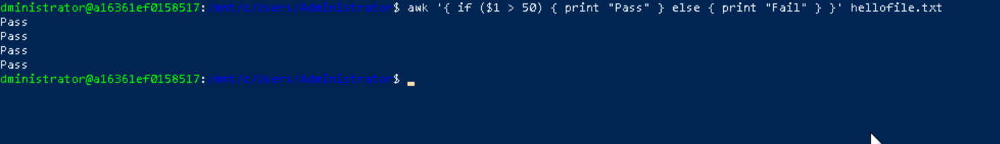 dministrator@a16361ef0158517:/mnt/c/Users/Administrator$ awk '{ if ($1 > 50) { print "Pass" } else { print "Fail" } }' hellofile.txt
Pass
Pass
Pass
Pass
dministrator@a16361ef0158517:/mnt/c/Users/Administrator$